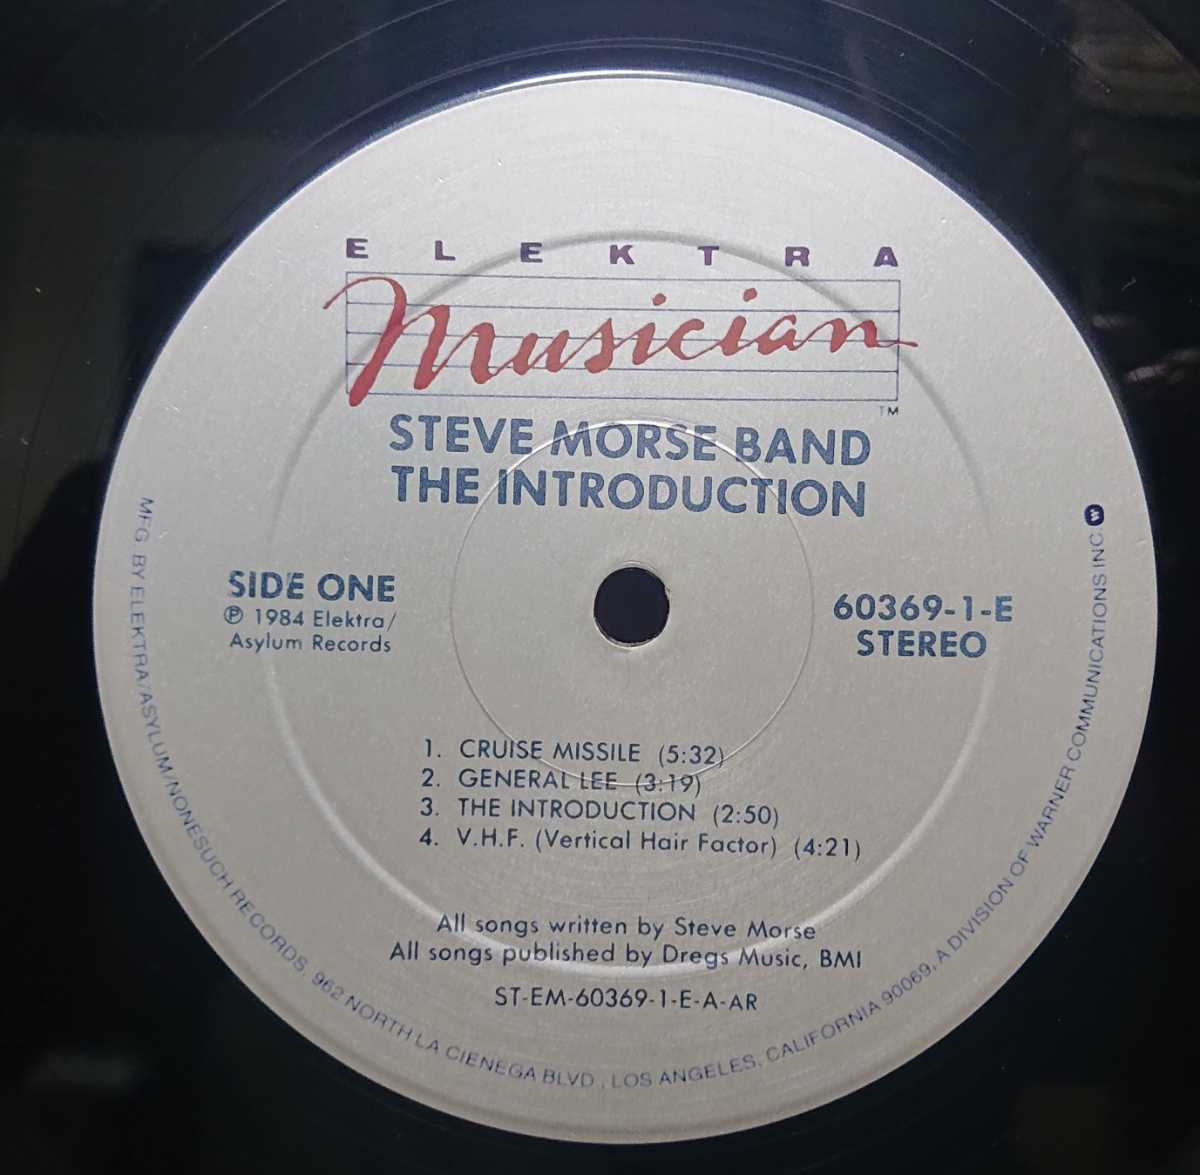 ELEKTRA
Musician
TM
STEVE MORSE BAND
THE INTRODUCTION
SIDE ONE
℗ 1984 Elektra/
Asylum Records
60369-1-E
STEREO
1. CRUISE MISSILE (5:32)
2. GENERAL LEE (3:19)
3. THE INTRODUCTION (2:50)
4. V.H.F. (Vertical Hair Factor) (4:21)
All songs written by Steve Morse
All songs published by Dregs Music, BMI
ST-EM-60369-1-E-A-AR
MFG. BY ELEKTRA/ASYLUM/NONESUCH RECORDS, 962 NORTH LA CIENEGA BLVD., LOS ANGELES, CALIFORNIA 90069, A DIVISION OF WARNER COMMUNICATIONS INC. W